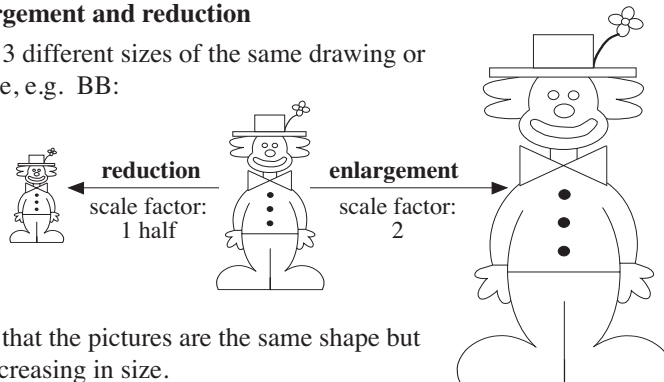 rgement and reduction
3 different sizes of the same drawing or
e, e.g. BB:
reduction
scale factor:
1 half
enlargement
scale factor:
2
that the pictures are the same shape but
creasing in size.